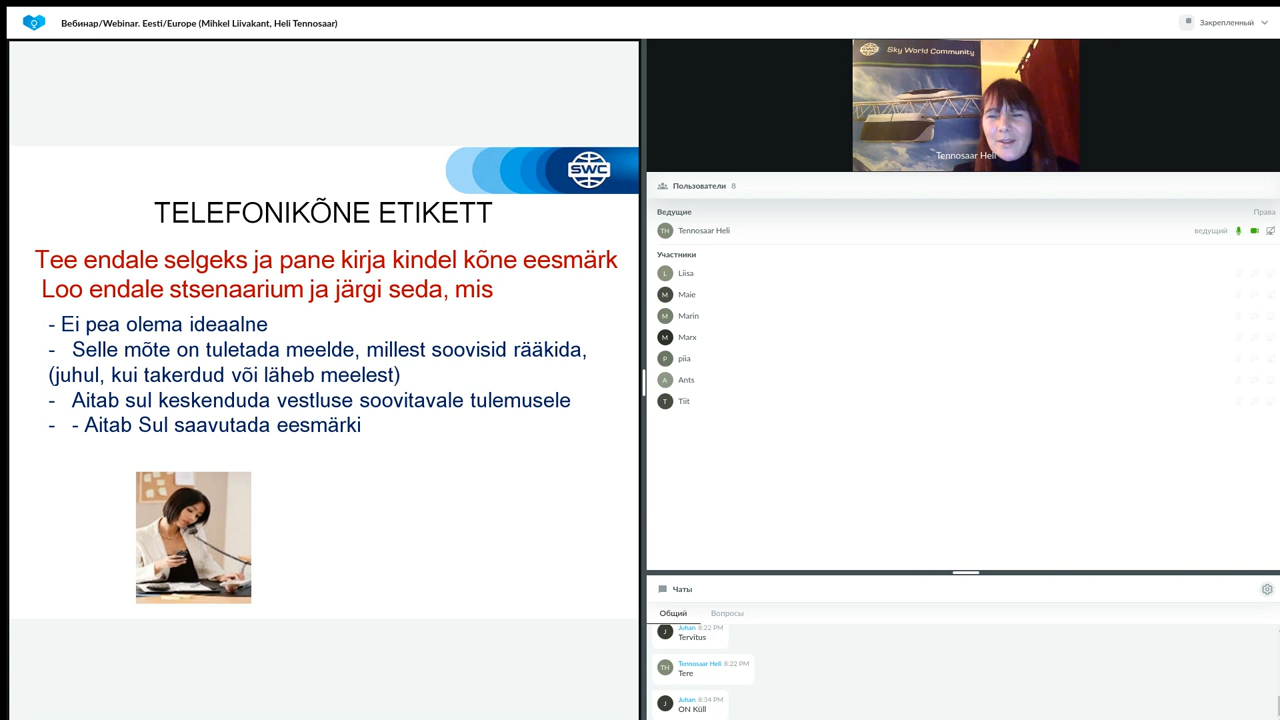 Вебинар/Webinar. Eesti/Europe (Mihkel Liivakant, Heli Tennosaar)
Закрепленный
SWC
TELEFONIKÕNE ETIKETT
Tee endale selgeks ja pane kirja kindel kõne eesmärk
Loo endale stsenaarium ja järgi seda, mis
- Ei pea olema ideaalne
- Selle mõte on tuletada meelde, millest soovisid rääkida,
(juhul, kui takerdud või läheb meelest)
- Aitab sul keskenduda vestluse soovitavale tulemusele
- - Aitab Sul saavutada eesmärki
Sky World Community
Tennosaar Heli
Пользователи 8
Ведущие Права
TH Tennosaar Heli ведущий
Участники
L Liisa
M Maie
M Marin
M Marx
P piia
A Ants
T Tiit
Чаты
Общий Вопросы
Juhan 8:22 PM
J Tervitus
Tennosaar Heli 8:22 PM
TH Tere
Juhan 8:34 PM
J ON Küll